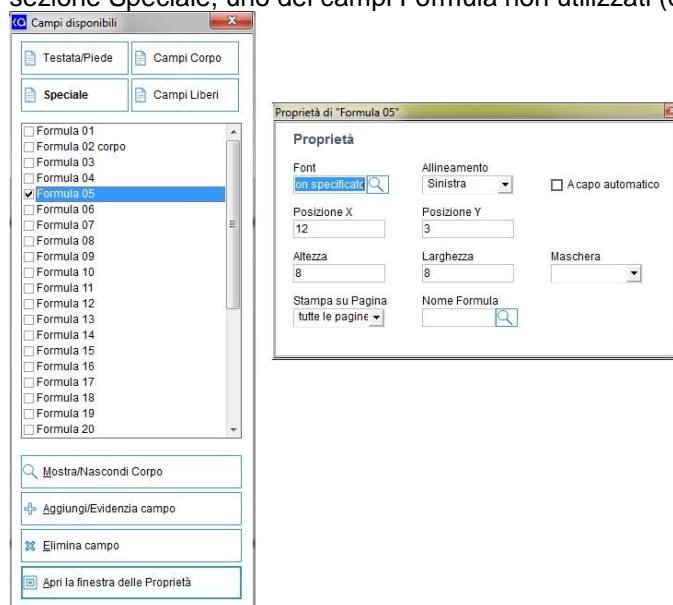 sezione Speciale, uno dei campi Formula non utilizzati
Campi disponibili
Testata/Piede Campi Corpo
Speciale Campi Liberi
Formula 01
Formula 02 corpo
Formula 03
Formula 04
Formula 05
Formula 06
Formula 07
Formula 08
Formula 09
Formula 10
Formula 11
Formula 12
Formula 13
Formula 14
Formula 15
Formula 16
Formula 17
Formula 18
Formula 19
Formula 20
Mostra/Nascondi Corpo
Aggiungi/Evidenzia campo
Elimina campo
Apri la finestra delle Proprietà
Proprietà di "Formula 05"
Proprietà
Font Allineamento
on specificato Sinistra A capo automatico
Posizione X Posizione Y
12 3
Altezza Larghezza Maschera
8 8
Stampa su Pagina Nome Formula
tutte le pagine